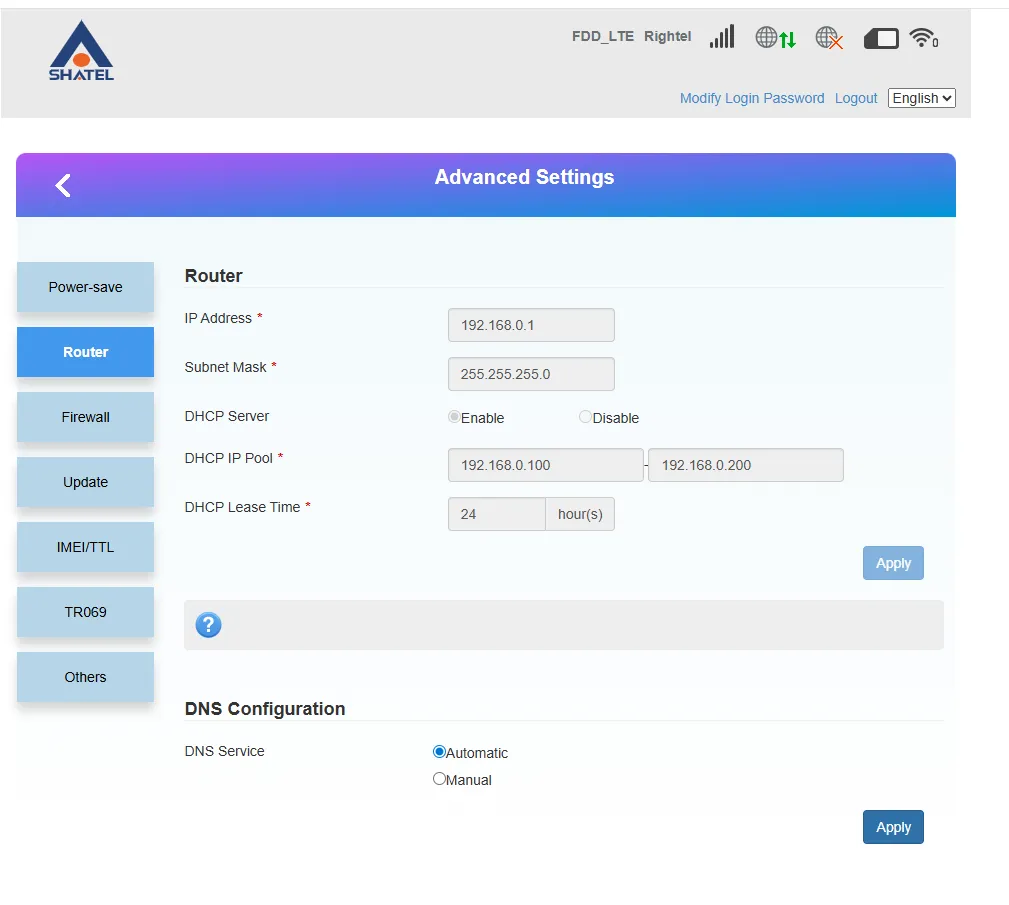 FDD_LTE Rightel
0
SHATEL
Modify Login Password Logout English
Advanced Settings
Power-save
Router
Firewall
Update
IMEI/TTL
TR069
Others
Router
IP Address * 192.168.0.1
Subnet Mask * 255.255.255.0
DHCP Server Enable Disable
DHCP IP Pool * 192.168.0.100 - 192.168.0.200
DHCP Lease Time * 24 hour(s)
Apply
?
DNS Configuration
DNS Service Automatic
Manual
Apply